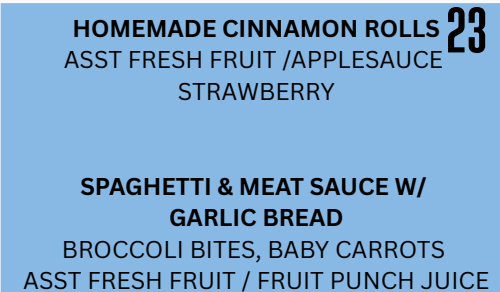 HOMEMADE CINNAMON ROLLS 23
ASST FRESH FRUIT /APPLESAUCE
STRAWBERRY
SPAGHETTI & MEAT SAUCE W/
GARLIC BREAD
BROCCOLI BITES, BABY CARROTS
ASST FRESH FRUIT / FRUIT PUNCH JUICE